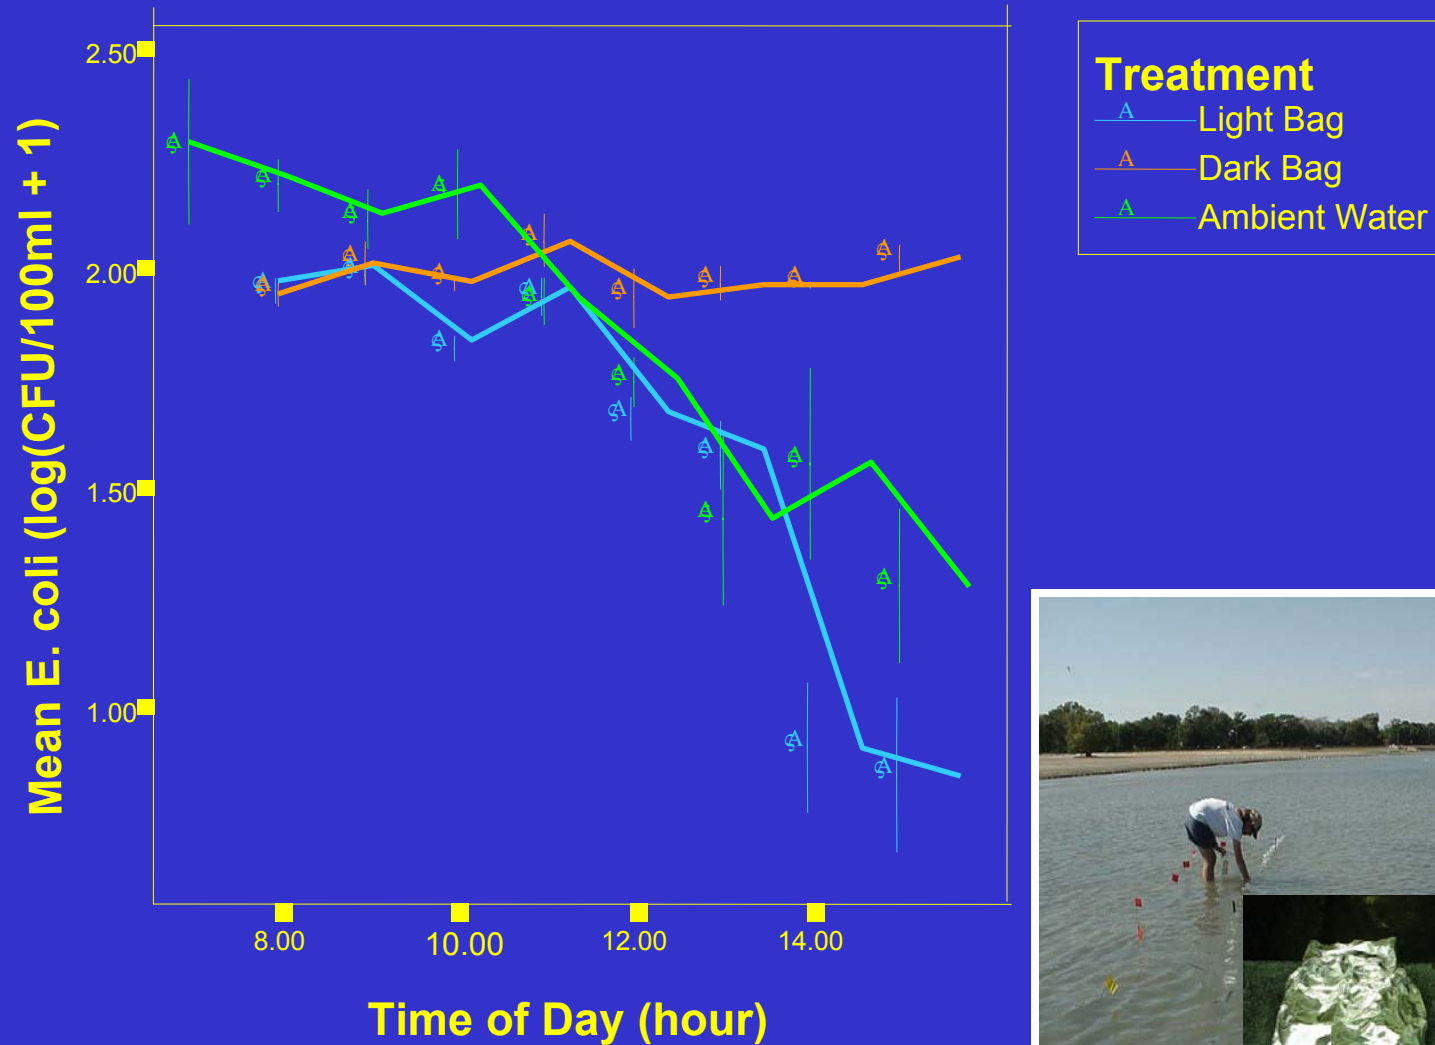 Mean E. coli (log(CFU/100ml + 1)
2.50
2.00
1.50
1.00
8.00
10.00
12.00
14.00
Time of Day (hour)
Treatment
A Light Bag
A Dark Bag
A Ambient Water